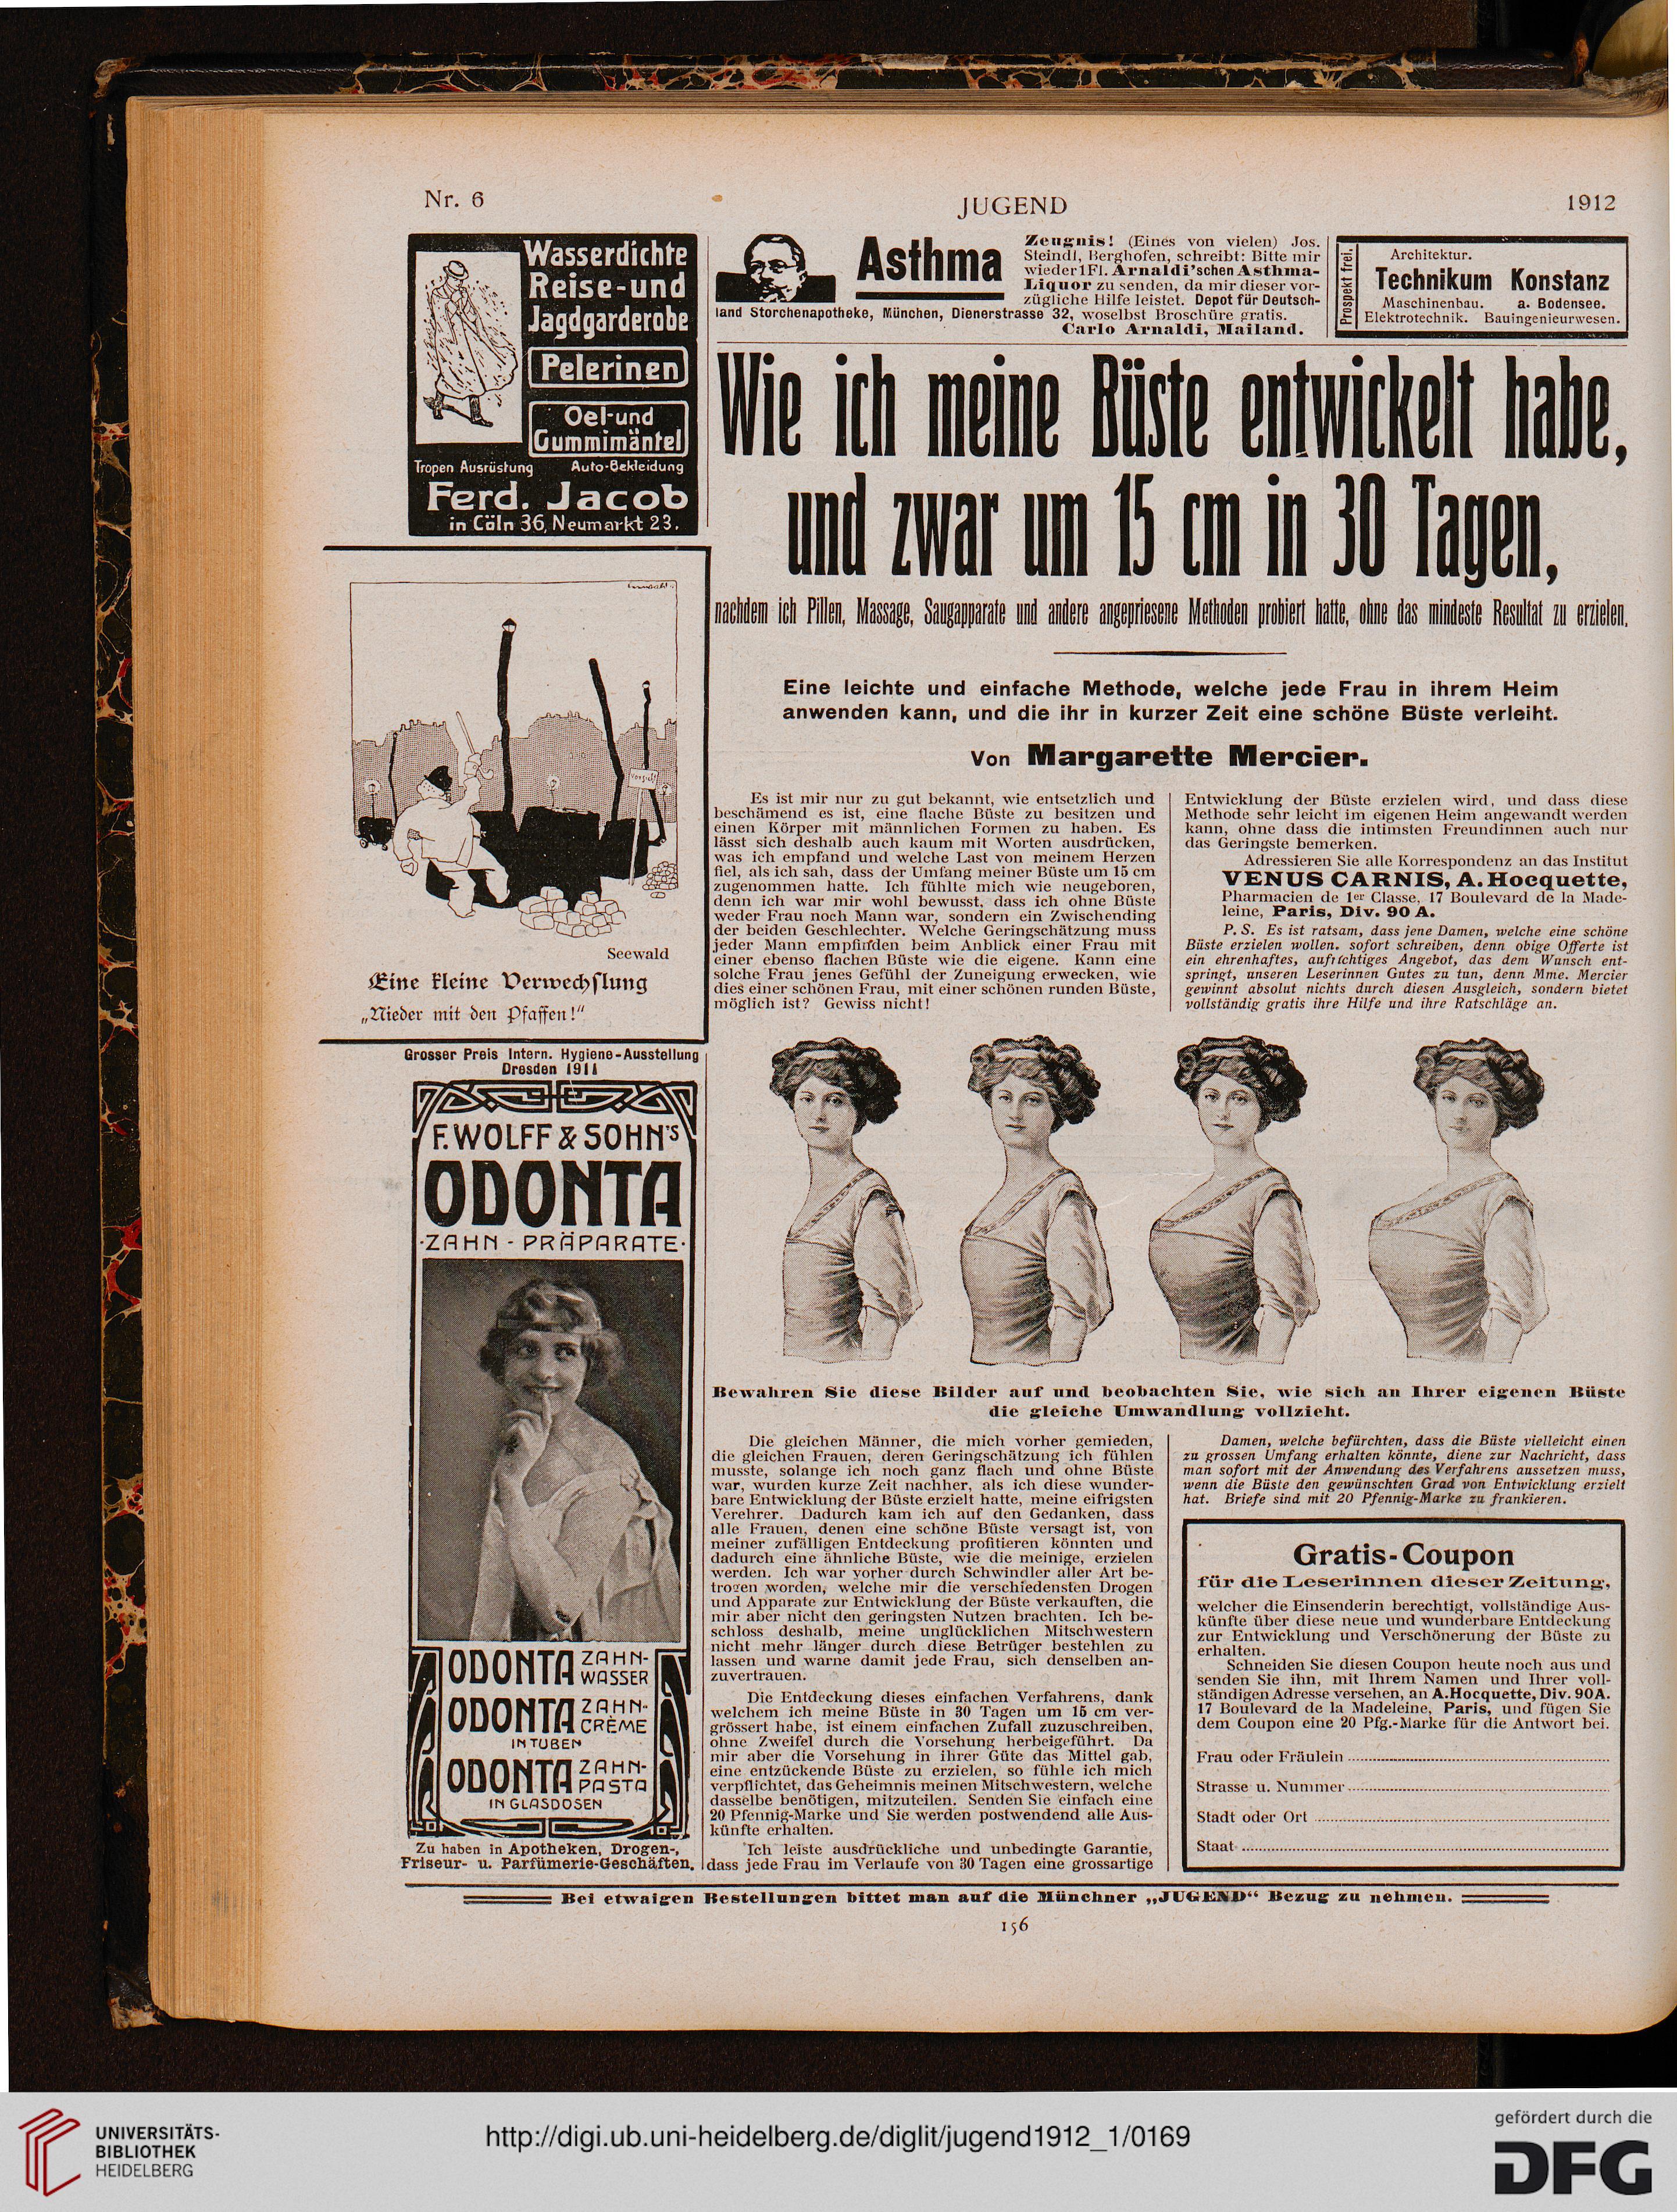 Nr. 6
JUGEND
1912
Wasserdichte
Reise-und
Jagdgarderobe
Pelerinen
Oel-und
Gummimäntel
Tropen Ausrüstung Auto-Bekleidung
Ferd. Jacob
in Cöln 36, Neumarkt 23.
Asthma
Zeugnis! (Eines von vielen) Jos.
Steindl, Berghofen, schreibt: Bitte mir
wieder 1 Fl. Arnaldi'schen Asthma-
Liquor zu senden, da mir dieser vor-
zügliche Hilfe leistet. Depot für Deutsch-
land Storchenapotheke, München, Dienerstrasse 32, woselbst Broschüre gratis.
Carlo Arnaldi, Mailand.
Prospekt frei.
Architektur.
Technikum Konstanz
Maschinenbau. a. Bodensee.
Elektrotechnik. Bauingenieurwesen.
Wie ich meine Büste entwickelt habe,
und zwar um 15 cm in 30 Tagen,
nachdem ich Pillen, Massage, Saugapparate und andere angepriesene Methoden probiert hatte, ohne das mindeste Resultat zu erzielen.
Eine leichte und einfache Methode, welche jede Frau in ihrem Heim
anwenden kann, und die ihr in kurzer Zeit eine schöne Büste verleiht.
Von Margarette Mercier.
Es ist mir nur zu gut bekannt, wie entsetzlich und
beschämend es ist, eine flache Büste zu besitzen und
einen Körper mit männlichen Formen zu haben. Es
lässt sich deshalb auch kaum mit Worten ausdrücken,
was ich empfand und welche Last von meinem Herzen
fiel, als ich sah, dass der Umfang meiner Büste um 15 cm
zugenommen hatte. Ich fühlte mich wie neugeboren,
denn ich war mir wohl bewusst, dass ich ohne Büste
weder Frau noch Mann war, sondern ein Zwischending
der beiden Geschlechter. Welche Geringschätzung muss
jeder Mann empfinden beim Anblick einer Frau mit
einer ebenso flachen Büste wie die eigene. Kann eine
solche Frau jenes Gefühl der Zuneigung erwecken, wie
dies einer schönen Frau, mit einer schönen runden Büste,
möglich ist? Gewiss nicht!
Entwicklung der Büste erzielen wird, und dass diese
Methode sehr leicht im eigenen Heim angewandt werden
kann, ohne dass die intimsten Freundinnen auch nur
das Geringste bemerken.
Adressieren Sie alle Korrespondenz an das Institut
VENUS CARNIS, A. Hocquette,
Pharmacien de 1er Classe, 17 Boulevard de la Made-
leine, Paris, Div. 90 A.
P. S. Es ist ratsam, dass jene Damen, welche eine schöne
Büste erzielen wollen, sofort schreiben, denn obige Offerte ist
ein ehrenhaftes, aufrichtiges Angebot, das dem Wunsch ent-
springt, unseren Leserinnen Gutes zu tun, denn Mme. Mercier
gewinnt absolut nichts durch diesen Ausgleich, sondern bietet
vollständig gratis ihre Hilfe und ihre Ratschläge an.
Vorsicht
Seewald
Eine kleine Verwechslung
„Nieder mit den Pfaffen!"
Grosser Preis Intern. Hygiene-Ausstellung
Dresden 1911
F. WOLFF & SOHN'S
ODONTA
·ZAHN-PRÄPARATE·
ODONTA ZAHN-
WASSER
ODONTA ZAHN-
CRÈME
IN TUBEN
ODONTA ZAHN-
PASTA
IN GLASDOSEN
Zu haben in Apotheken, Drogen-,
Friseur- u. Parfümerie-Geschäften.
Bewahren Sie diese Bilder auf und beobachten Sie, wie sich an Ihrer eigenen Büste
die gleiche Umwandlung vollzieht.
Die gleichen Männer, die mich vorher gemieden,
die gleichen Frauen, deren Geringschätzung ich fühlen
musste, solange ich noch ganz flach und ohne Büste
war, wurden kurze Zeit nachher, als ich diese wunder-
bare Entwicklung der Büste erzielt hatte, meine eifrigsten
Verehrer. Dadurch kam ich auf den Gedanken, dass
alle Frauen, denen eine schöne Büste versagt ist, von
meiner zufälligen Entdeckung profitieren könnten und
dadurch eine ähnliche Büste, wie die meinige, erzielen
werden. Ich war vorher durch Schwindler aller Art be-
trogen worden, welche mir die verschiedensten Drogen
und Apparate zur Entwicklung der Büste verkauften, die
mir aber nicht den geringsten Nutzen brachten. Ich be-
schloss deshalb, meine unglücklichen Mitschwestern
nicht mehr länger durch diese Betrüger bestehlen zu
lassen und warne damit jede Frau, sich denselben an-
zuvertrauen.
Die Entdeckung dieses einfachen Verfahrens, dank
welchem ich meine Büste in 30 Tagen um 15 cm ver-
grössert habe, ist einem einfachen Zufall zuzuschreiben,
ohne Zweifel durch die Vorsehung herbeigeführt. Da
mir aber die Vorsehung in ihrer Güte das Mittel gab,
eine entzückende Büste zu erzielen, so fühle ich mich
verpflichtet, das Geheimnis meinen Mitschwestern, welche
dasselbe benötigen, mitzuteilen. Senden Sie einfach eine
20 Pfennig-Marke und Sie werden postwendend alle Aus-
künfte erhalten.
Ich leiste ausdrückliche und unbedingte Garantie,
dass jede Frau im Verlaufe von 30 Tagen eine grossartige
Damen, welche befürchten, dass die Büste vielleicht einen
zu grossen Umfang erhalten könnte, diene zur Nachricht, dass
man sofort mit der Anwendung des Verfahrens aussetzen muss,
wenn die Büste den gewünschten Grad von Entwicklung erzielt
hat. Briefe sind mit 20 Pfennig-Marke zu frankieren.
Gratis-Coupon
für die Leserinnen dieser Zeitung,
welcher die Einsenderin berechtigt, vollständige Aus-
künfte über diese neue und wunderbare Entdeckung
zur Entwicklung und Verschönerung der Büste zu
erhalten.
Schneiden Sie diesen Coupon heute noch aus und
senden Sie ihn, mit Ihrem Namen und Ihrer voll-
ständigen Adresse versehen, an A. Hocquette, Div. 90A.
17 Boulevard de la Madeleine, Paris, und fügen Sie
dem Coupon eine 20 Pfg.-Marke für die Antwort bei.
Frau oder Fräulein
Strasse u. Nummer
Stadt oder Ort
Staat
Bei etwaigen Bestellungen bittet man auf die Münchner „JUGEND" Bezug zu nehmen.
156
UNIVERSITÄTS-
BIBLIOTHEK
HEIDELBERG
http://digi.ub.uni-heidelberg.de/diglit/jugend1912_1/0169
gefördert durch die
DFG